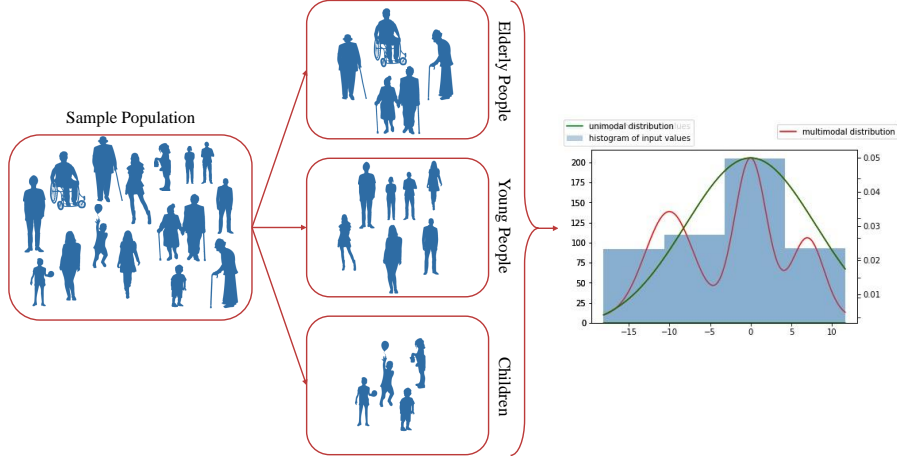 Sample Population
Elderly People
Young People
Children
unimodal distribution
histogram of input values
multimodal distribution
200
175
150
125
100
75
50
25
0
−15
−10
−5
0
5
10
0.05
0.04
0.03
0.02
0.01